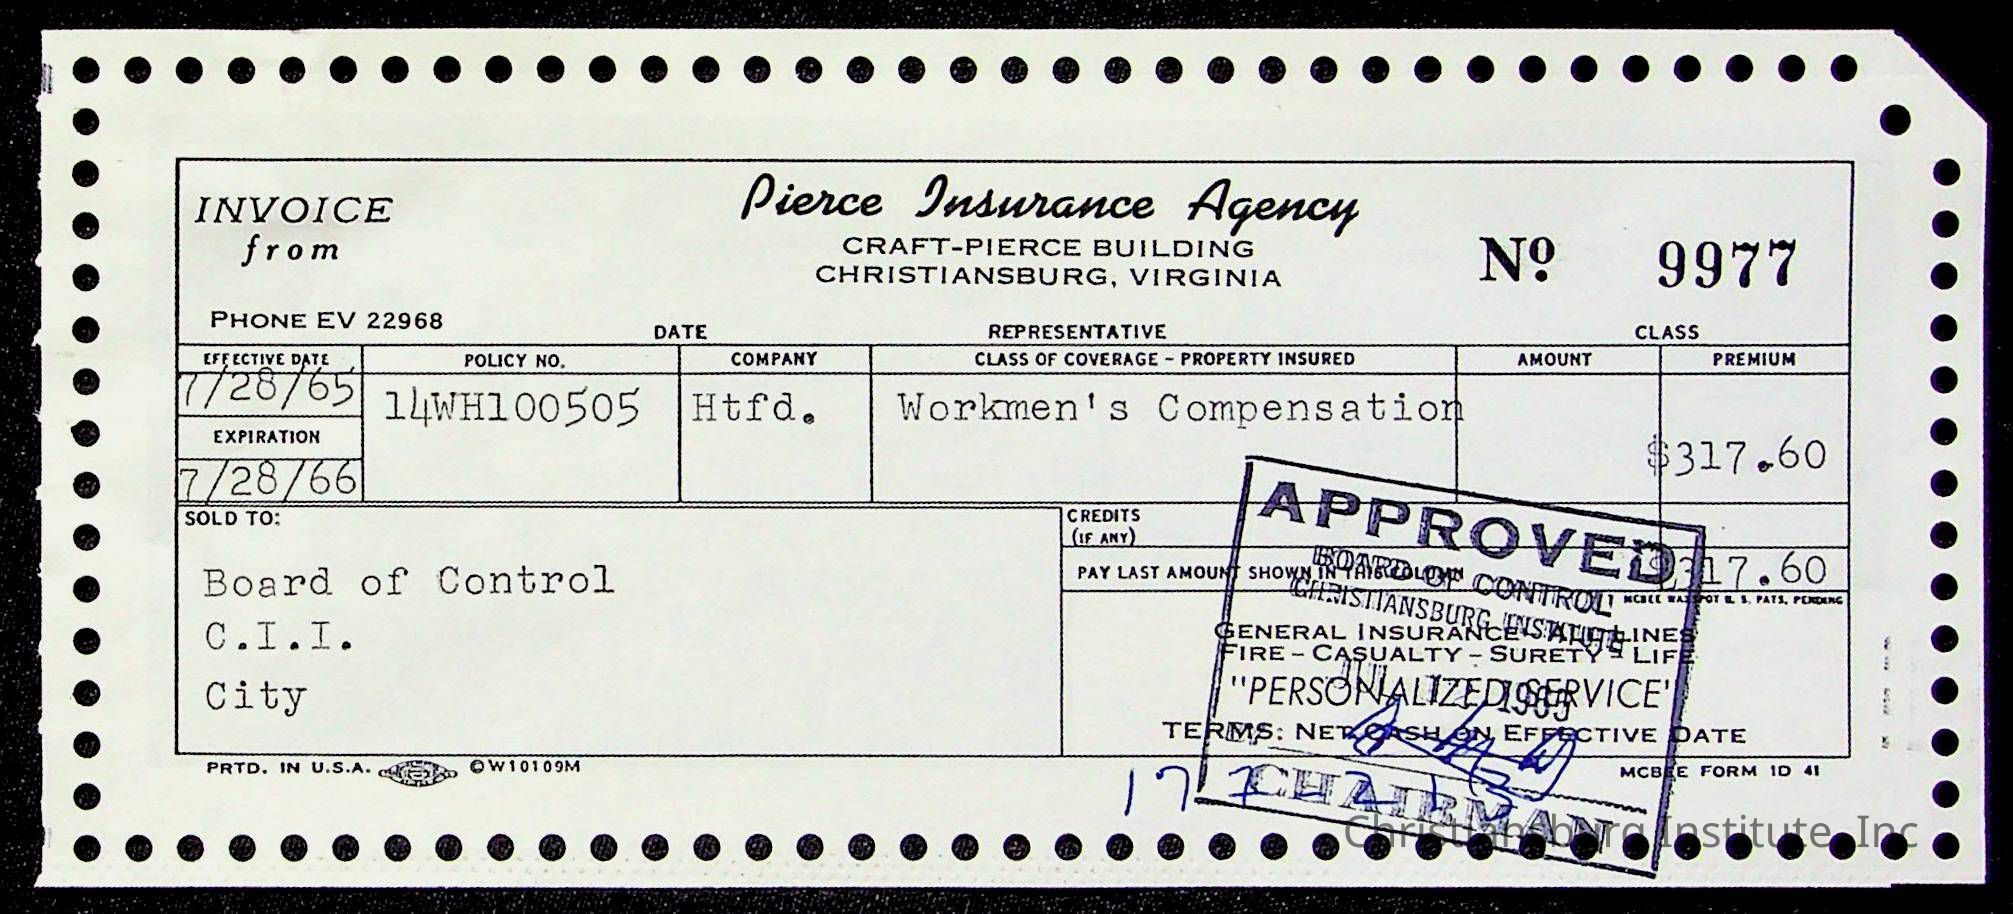 INVOICE
from
Pierce Insurance Agency
CRAFT-PIERCE BUILDING
CHRISTIANSBURG, VIRGINIA
Nº 9977
PHONE EV 22968
DATE REPRESENTATIVE CLASS
EFFECTIVE DATE POLICY NO. COMPANY CLASS OF COVERAGE - PROPERTY INSURED AMOUNT PREMIUM
7/28/65 14WH100505 Htfd. Workmen's Compensation
EXPIRATION
$317.60
7/28/66
SOLD TO:
CREDITS
(IF ANY)
PAY LAST AMOUNT SHOWN IN THIS COLUMN $317.60
Board of Control
C.I.I.
City
GENERAL INSURANCE - ALL LINES
FIRE - CASUALTY - SURETY - LIFE
"PERSONALIZED SERVICE"
TERMS: NET CASH ON EFFECTIVE DATE
APPROVED
BOARD OF CONTROL
CHRISTIANSBURG INSTITUTE
1965
CHAIRMAN
PRTD. IN U.S.A. ©W10109M
MCBEE FORM 1D 41
Christiansburg Institute, Inc